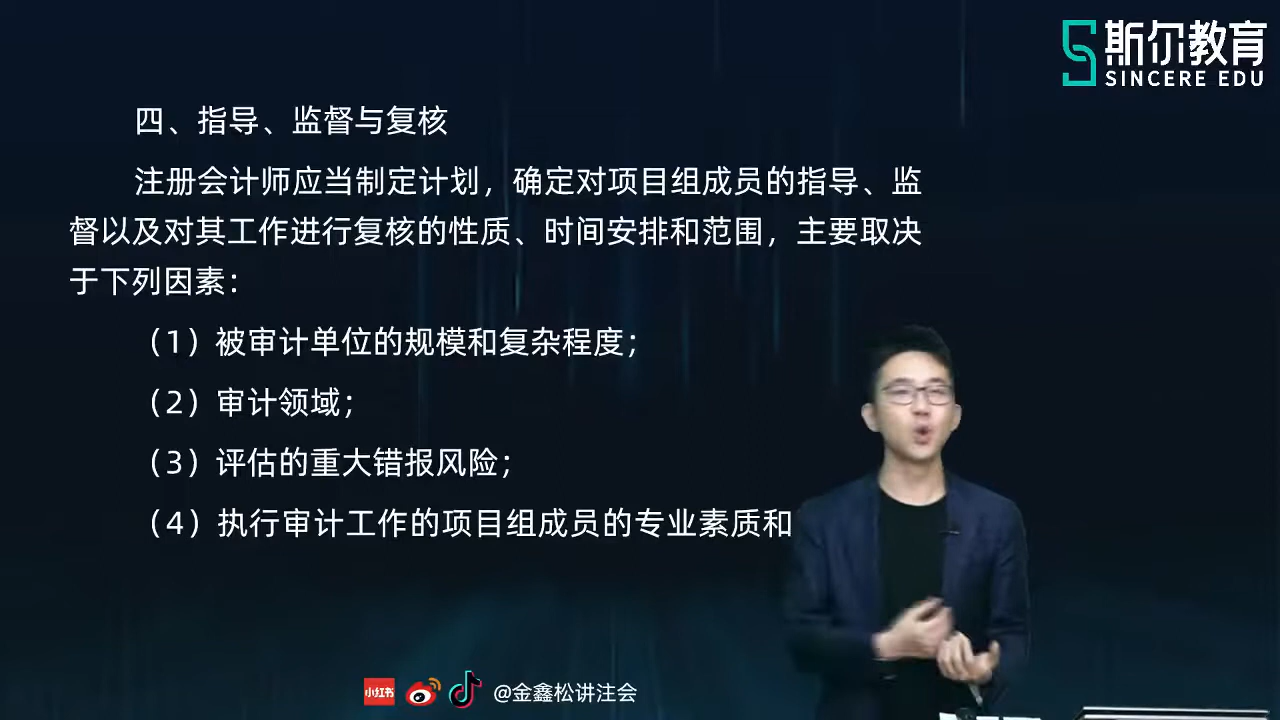 斯尔教育
SINCERE EDU
四、指导、监督与复核
注册会计师应当制定计划，确定对项目组成员的指导、监
督以及对其工作进行复核的性质、时间安排和范围，主要取决
于下列因素：
（1）被审计单位的规模和复杂程度；
（2）审计领域；
（3）评估的重大错报风险；
（4）执行审计工作的项目组成员的专业素质和
小红书
@金鑫松讲注会